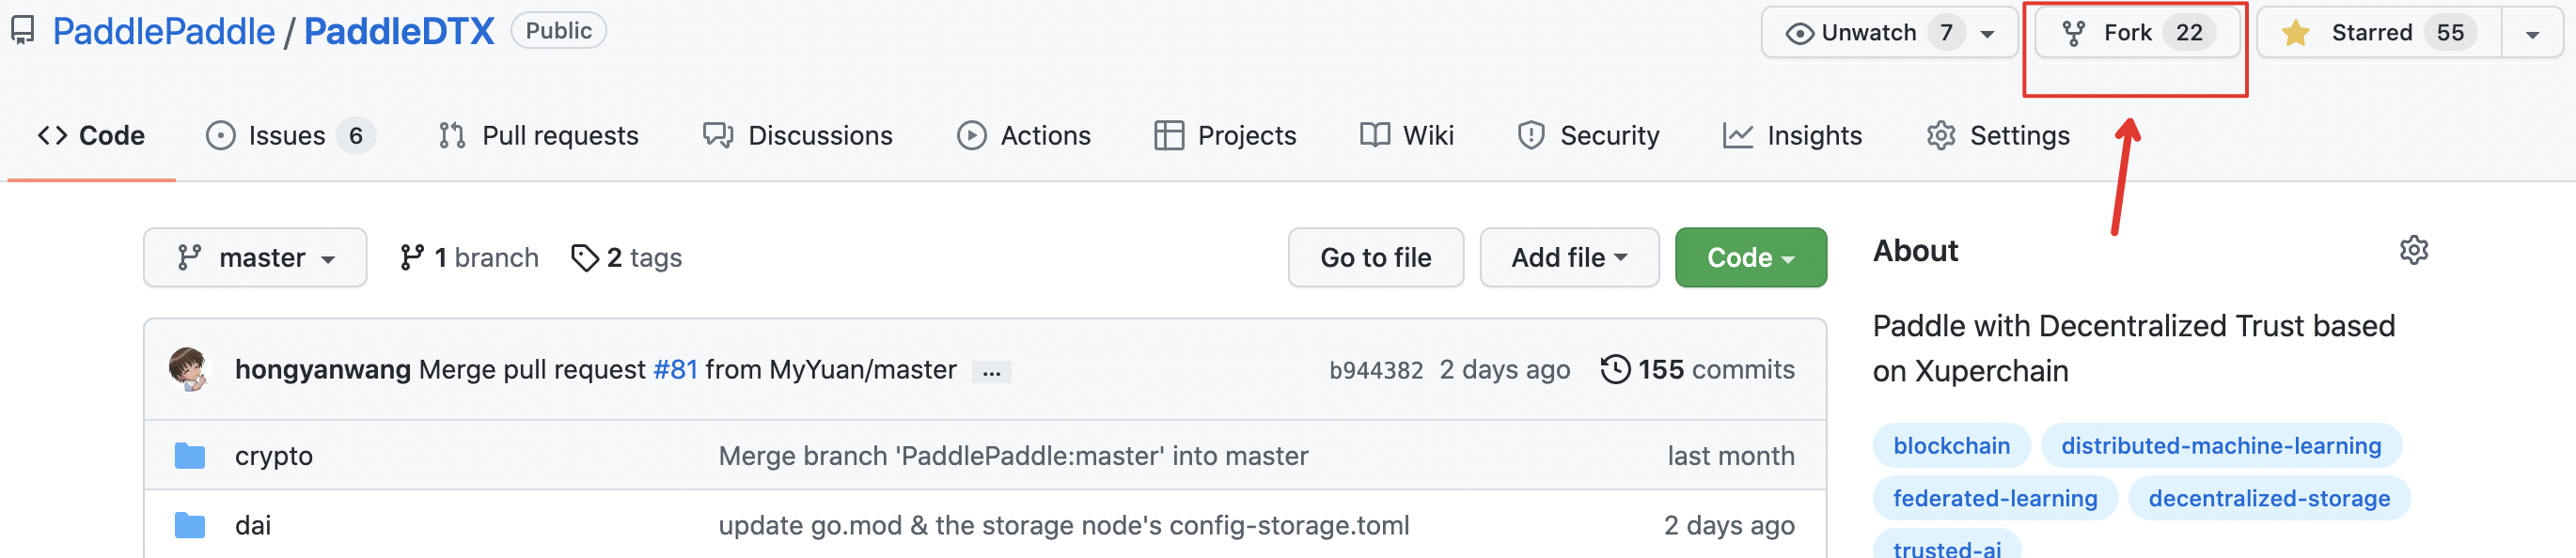 PaddlePaddle / PaddleDTX Public Unwatch 7 Fork 22 Starred 55
Code Issues 6 Pull requests Discussions Actions Projects Wiki Security Insights Settings
master 1 branch 2 tags Go to file Add file Code
hongyanwang Merge pull request #81 from MyYuan/master ... b944382 2 days ago 155 commits
crypto Merge branch 'PaddlePaddle:master' into master last month
dai update go.mod & the storage node's config-storage.toml 2 days ago
About
Paddle with Decentralized Trust based
on Xuperchain
blockchain distributed-machine-learning
federated-learning decentralized-storage
trusted-ai